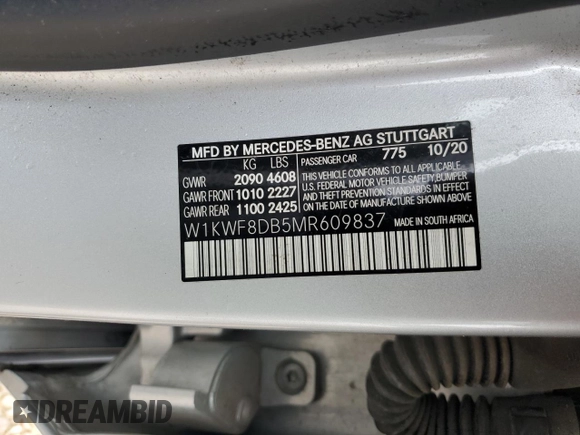 MFD BY MERCEDES-BENZ AG STUTTGART
KG LBS
PASSENGER CAR 775 10/20
GVWR 2090 4608
GAWR FRONT 1010 2227
GAWR REAR 1100 2425
THIS VEHICLE CONFORMS TO ALL APPLICABLE
U.S. FEDERAL MOTOR VEHICLE SAFETY, BUMPER,
AND THEFT PREVENTION STANDARDS IN EFFECT
ON THE DATE OF MANUFACTURE SHOWN ABOVE.
W1KWF8DB5MR609837
MADE IN SOUTH AFRICA
DREAMBID